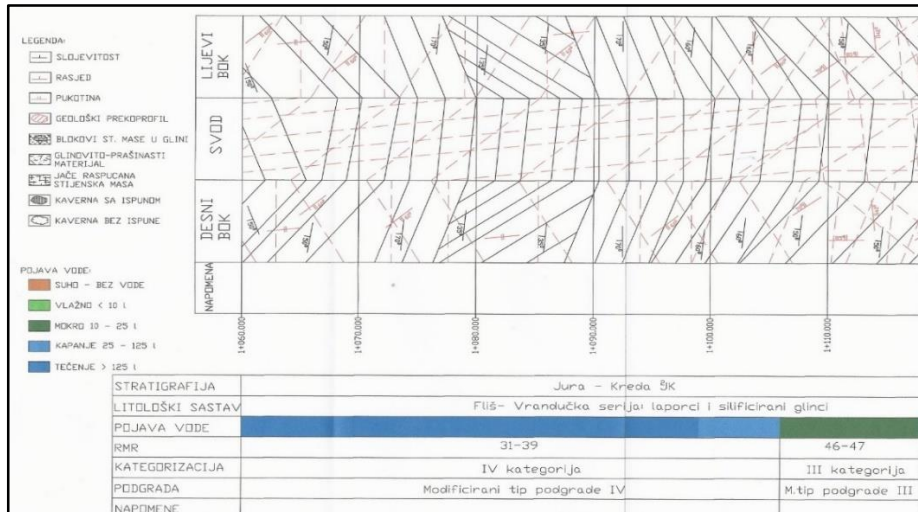 LEGENDA:
SLOJEVITOST
RASJED
PUKOTINA
GEOLOŠKI PREKOPROFIL
BLOKOVI ST. MASE U GLINI
GLINOVITO-PRAŠINASTI
MATERIJAL
JAČE RASPUCANA
STIJENSKA MASA
KAVERNA SA ISPUNOM
KAVERNA BEZ ISPUNE
POJAVA VODE:
SUHO - BEZ VODE
VLAŽNO < 10 l
MOKRO 10 - 25 l
KAPANJE 25 - 125 l
TEČENJE > 125 l
LIJEVI
BOK
SVOD
DESNI
BOK
NAPOMENA
1+060.000
1+070.000
1+080.000
1+090.000
1+100.000
1+110.000
STRATIGRAFIJA Jura - Kreda
LITOLOŠKI SASTAV Fliš- Vrandučka serija: laporci i silificirani glinci
POJAVA VODE
RMR 31-39 46-47
KATEGORIZACIJA IV kategorija III kategorija
PODGRADA Modificirani tip podgrade IV M.tip podgrade III
NAPOMENE